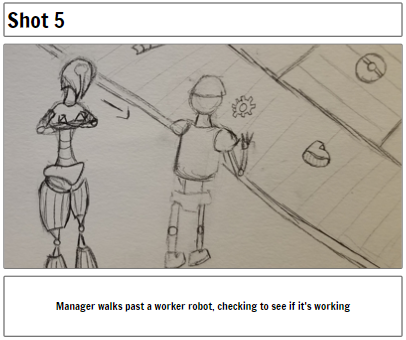 Shot 5
Manager walks past a worker robot, checking to see if it's working